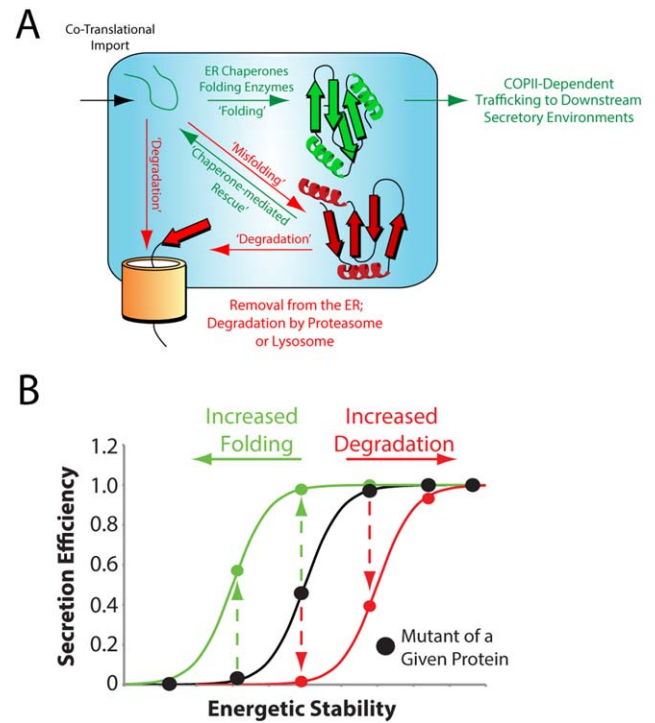 A
Co-Translational
Import
ER Chaperones
Folding Enzymes
'Folding'
COPII-Dependent
Trafficking to Downstream
Secretory Environments
'Degradation'
'Misfolding'
'Chaperone-mediated
Rescue'
'Degradation'
Removal from the ER;
Degradation by Proteasome
or Lysosome
B
Increased
Folding
Increased
Degradation
Secretion Efficiency
1.2
1.0
0.8
0.6
0.4
0.2
0
Mutant of a
Given Protein
Energetic Stability